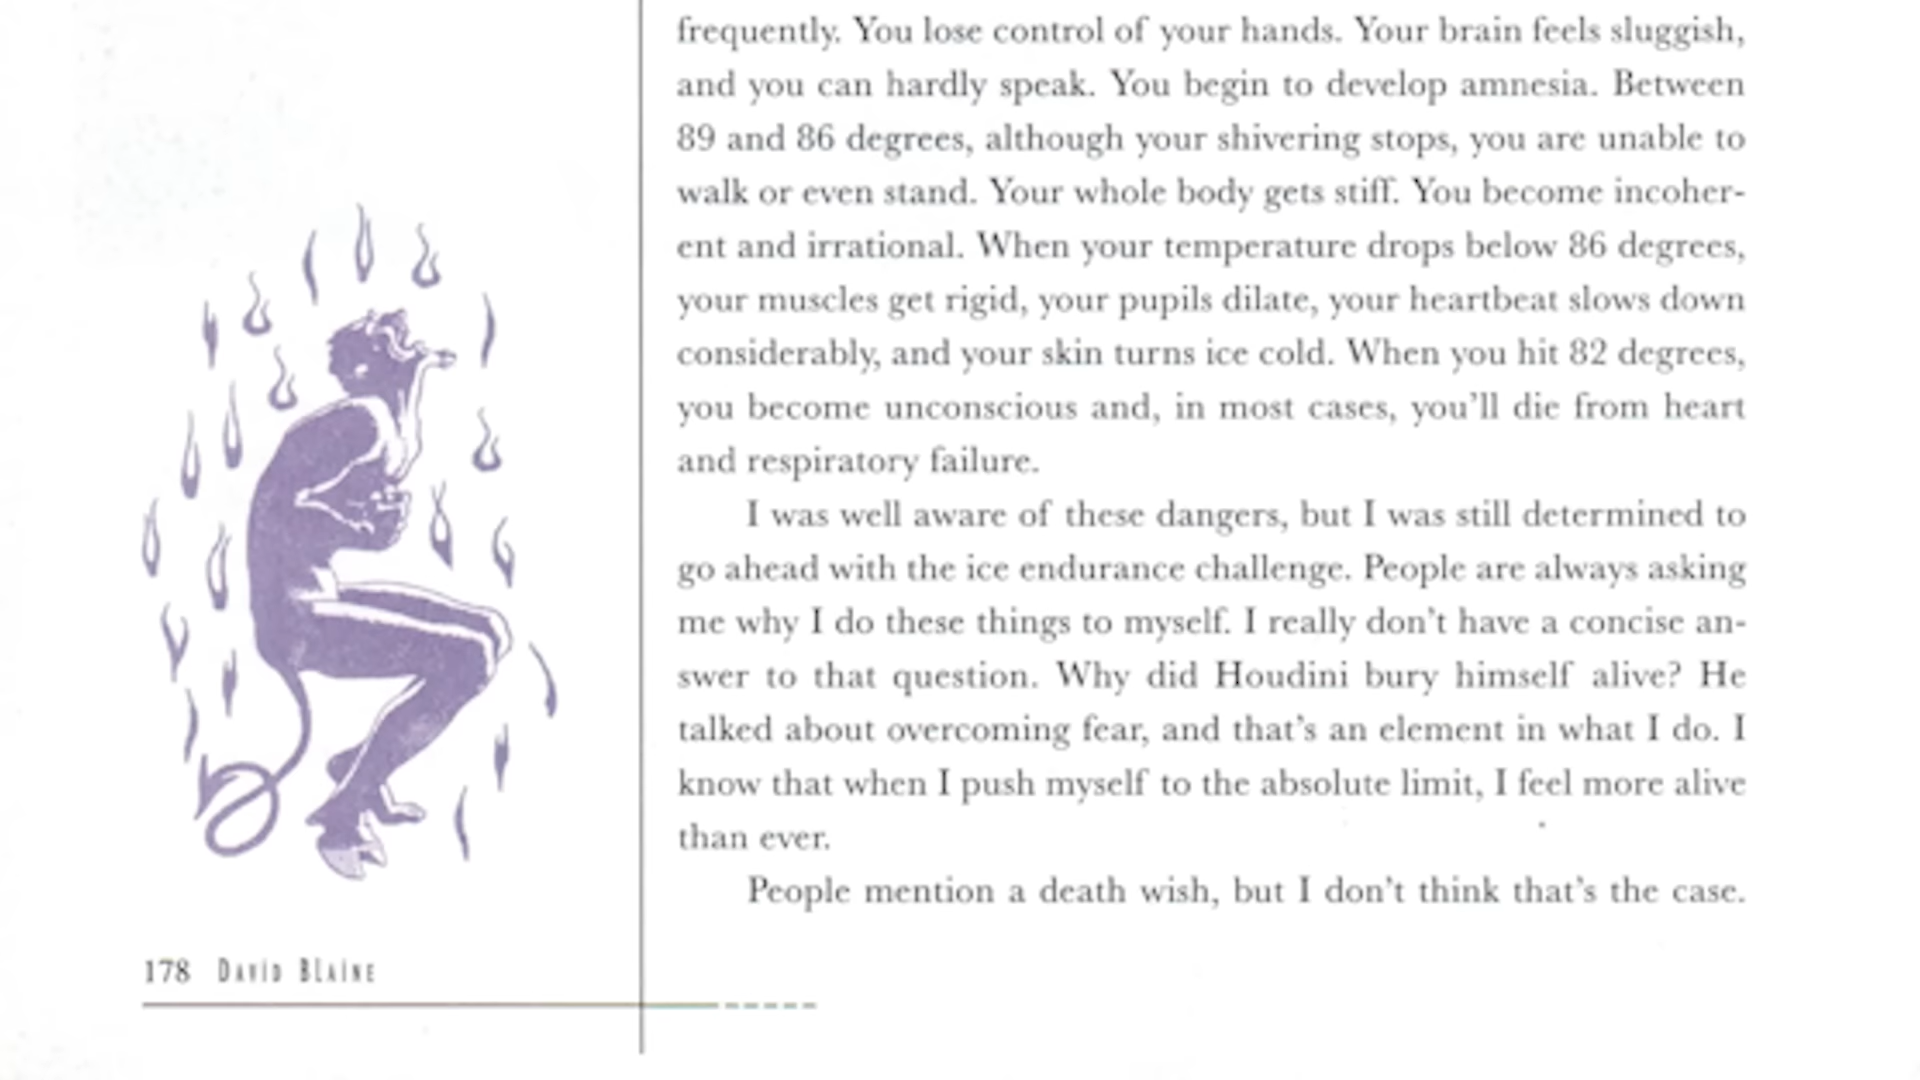 frequently. You lose control of your hands. Your brain feels sluggish,
and you can hardly speak. You begin to develop amnesia. Between
89 and 86 degrees, although your shivering stops, you are unable to
walk or even stand. Your whole body gets stiff. You become incoher-
ent and irrational. When your temperature drops below 86 degrees,
your muscles get rigid, your pupils dilate, your heartbeat slows down
considerably, and your skin turns ice cold. When you hit 82 degrees,
you become unconscious and, in most cases, you'll die from heart
and respiratory failure.
I was well aware of these dangers, but I was still determined to
go ahead with the ice endurance challenge. People are always asking
me why I do these things to myself. I really don't have a concise an-
swer to that question. Why did Houdini bury himself alive? He
talked about overcoming fear, and that's an element in what I do. I
know that when I push myself to the absolute limit, I feel more alive
than ever.
People mention a death wish, but I don't think that's the case.
178 David Blaine